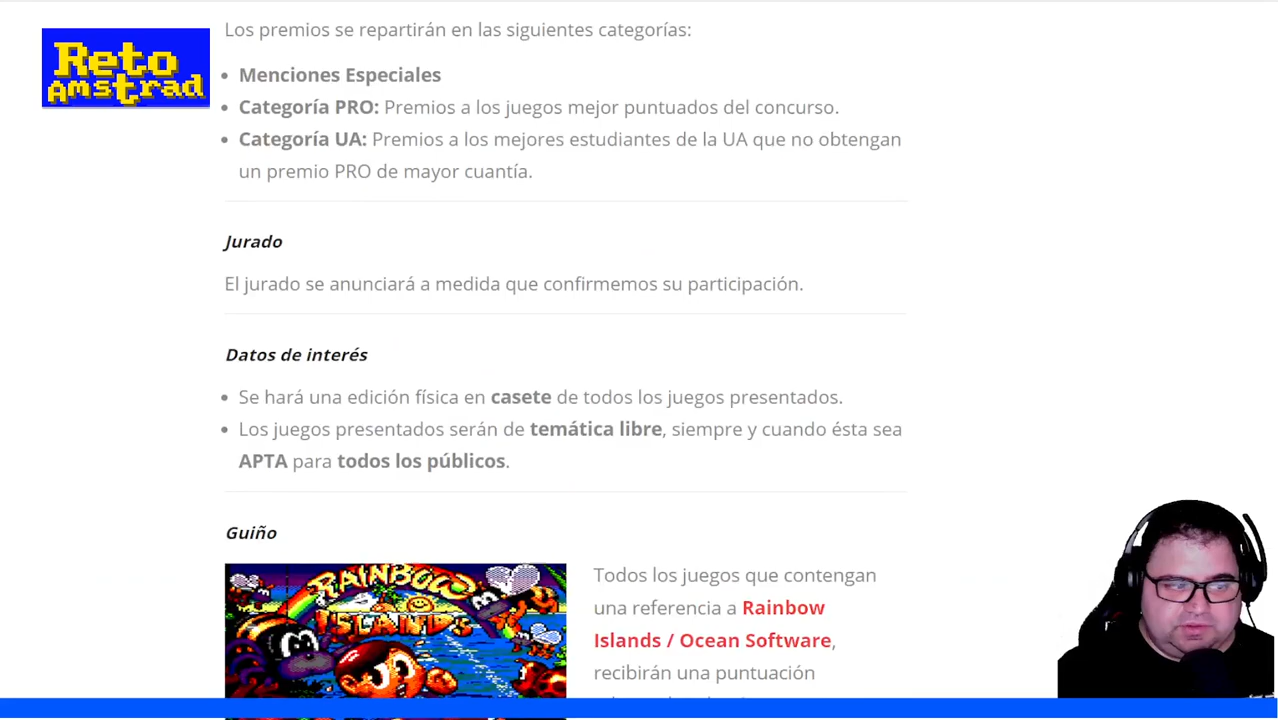 Los premios se repartirán en las siguientes categorías:
Reto
Amstrad
• Menciones Especiales
• Categoría PRO: Premios a los juegos mejor puntuados del concurso.
• Categoría UA: Premios a los mejores estudiantes de la UA que no obtengan
un premio PRO de mayor cuantía.
Jurado
El jurado se anunciará a medida que confirmemos su participación.
Datos de interés
• Se hará una edición física en casete de todos los juegos presentados.
• Los juegos presentados serán de temática libre, siempre y cuando ésta sea
APTA para todos los públicos.
Guiño
RAINBOW
ISLANDS
Todos los juegos que contengan
una referencia a Rainbow
Islands / Ocean Software,
recibirán una puntuación